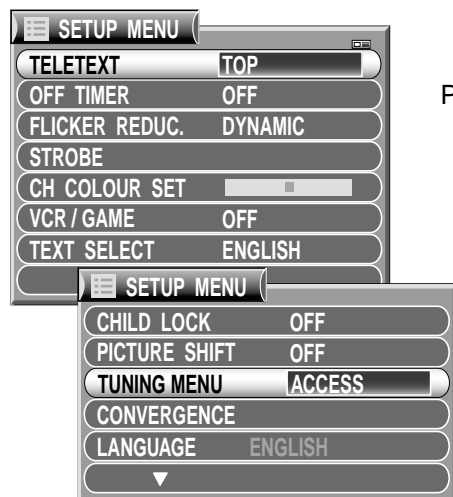 SETUP MENU
TELETEXT TOP
OFF TIMER OFF
FLICKER REDUC. DYNAMIC
STROBE
CH COLOUR SET
VCR / GAME OFF
TEXT SELECT ENGLISH
SETUP MENU
CHILD LOCK OFF
PICTURE SHIFT OFF
TUNING MENU ACCESS
CONVERGENCE
LANGUAGE ENGLISH
P